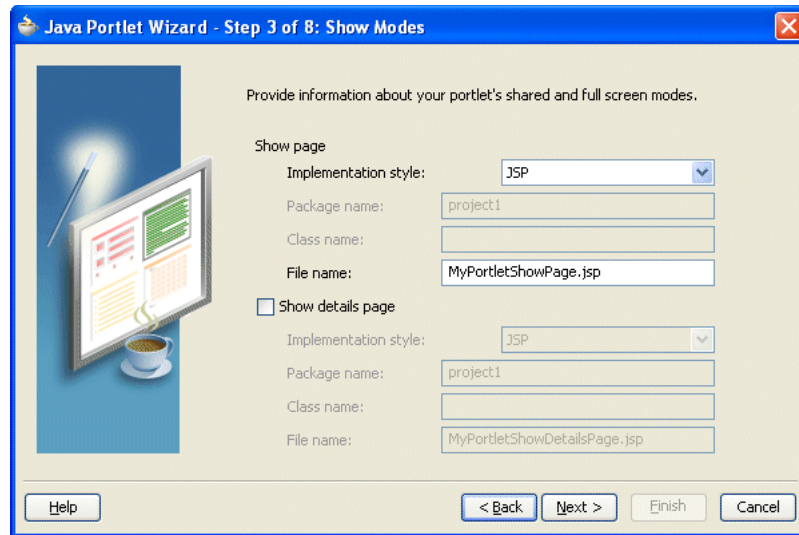 Java Portlet Wizard - Step 3 of 8: Show Modes
Provide information about your portlet's shared and full screen modes.
Show page
Implementation style: JSP
Package name: project1
Class name:
File name: MyPortletShowPage.jsp
Show details page
Implementation style: JSP
Package name: project1
Class name:
File name: MyPortletShowDetailsPage.jsp
Help < Back Next > Finish Cancel